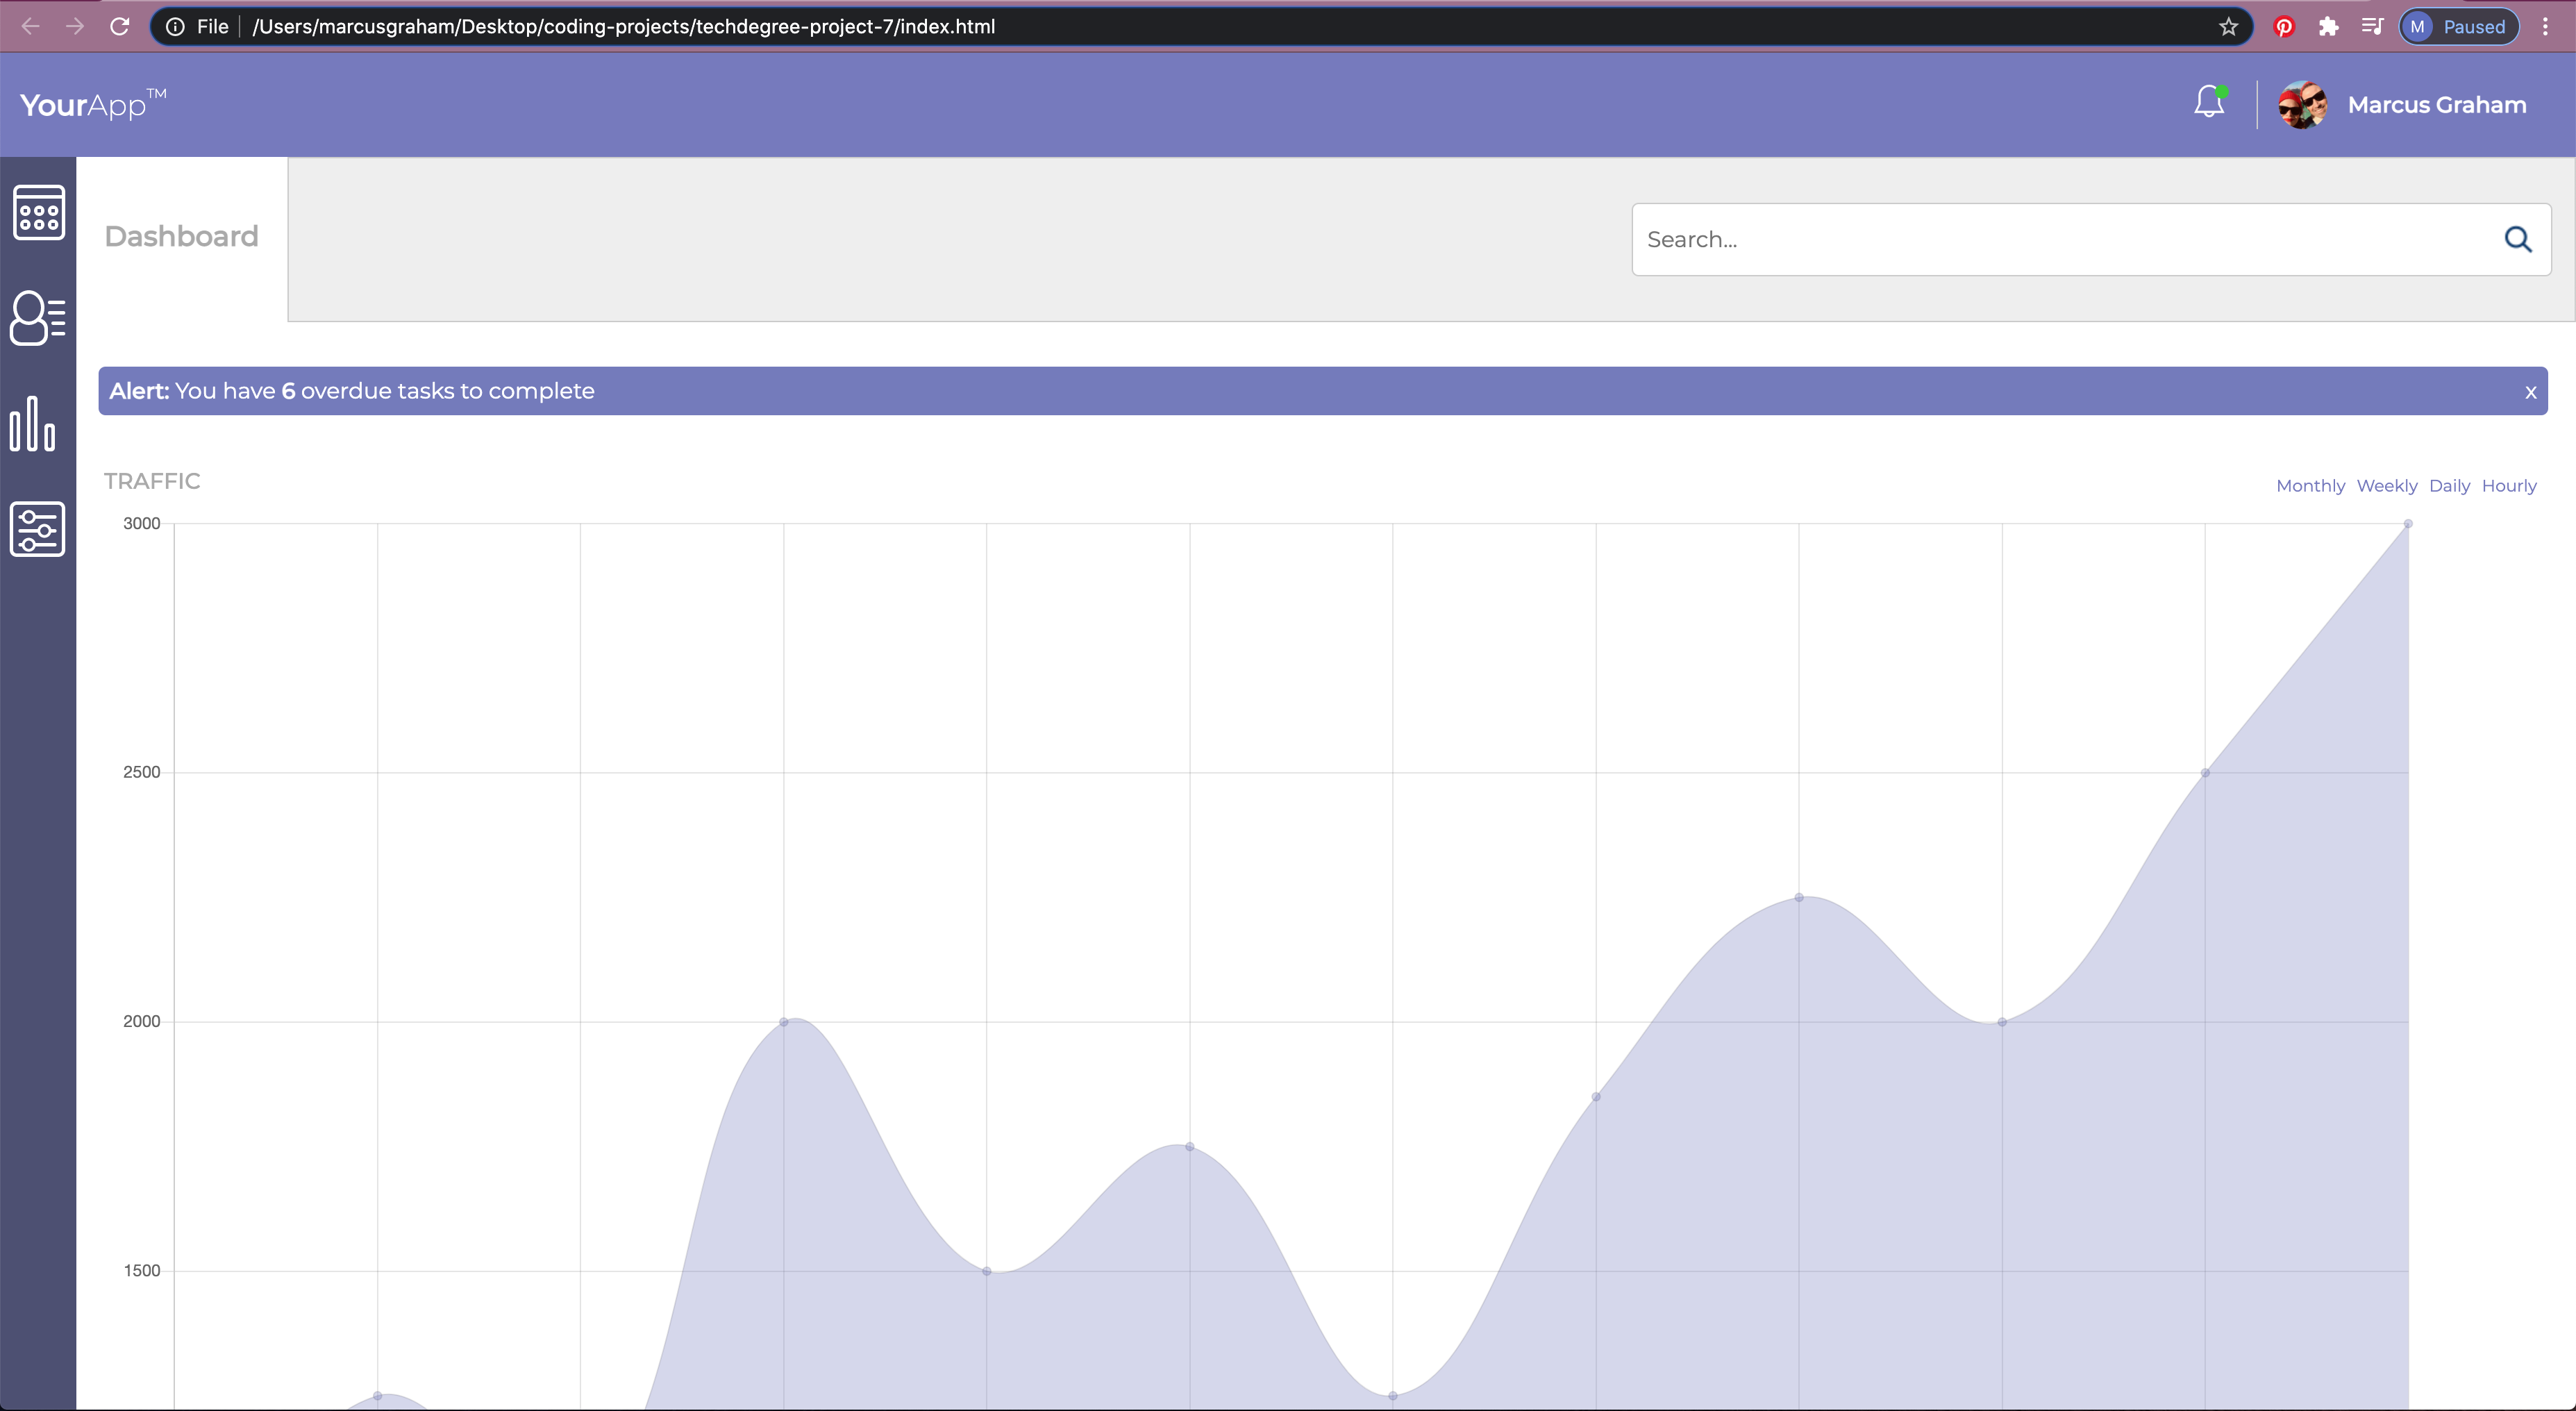 File /Users/marcusgraham/Desktop/coding-projects/techdegree-project-7/index.html
M Paused
YourApp™
Marcus Graham
Dashboard
Search...
Alert: You have 6 overdue tasks to complete
x
TRAFFIC
Monthly Weekly Daily Hourly
3000
2500
2000
1500